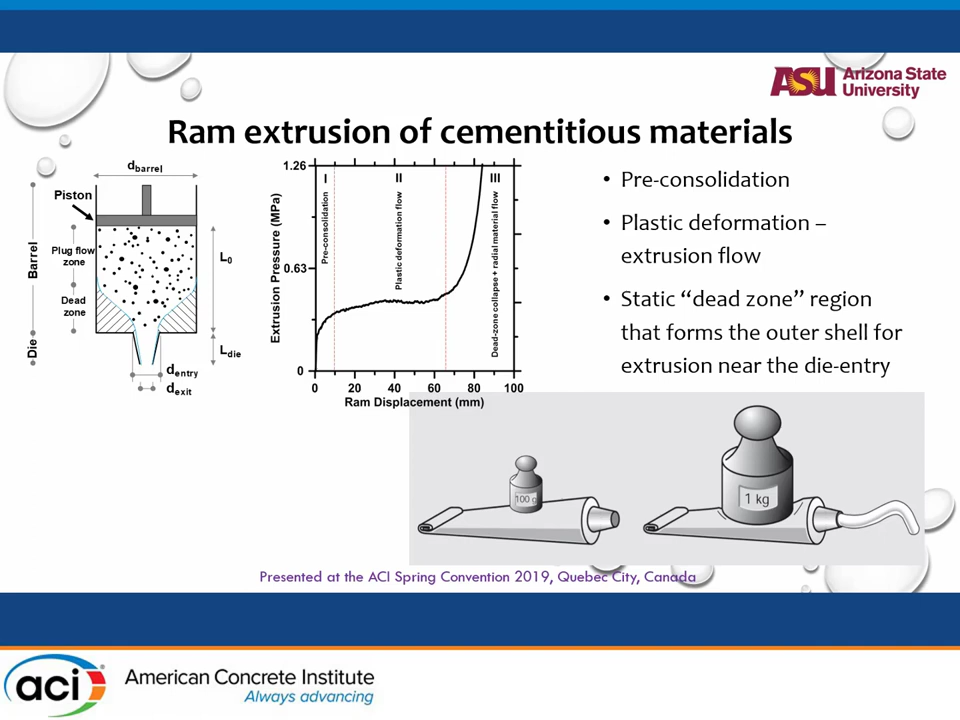 ASU Arizona State
University
Ram extrusion of cementitious materials
d barrel
Piston
Barrel
Plug flow
zone
Dead
zone
Die
L0
Ldie
dentry
dexit
Extrusion Pressure (MPa)
1.26
0.63
0
I
II
III
Pre-consolidation
Plastic deformation flow
Dead-zone collapse + radial material flow
0 20 40 60 80 100
Ram Displacement (mm)
• Pre-consolidation
• Plastic deformation –
extrusion flow
• Static “dead zone” region
that forms the outer shell for
extrusion near the die-entry
100 g
1 kg
Presented at the ACI Spring Convention 2019, Quebec City, Canada
aci American Concrete Institute
Always advancing